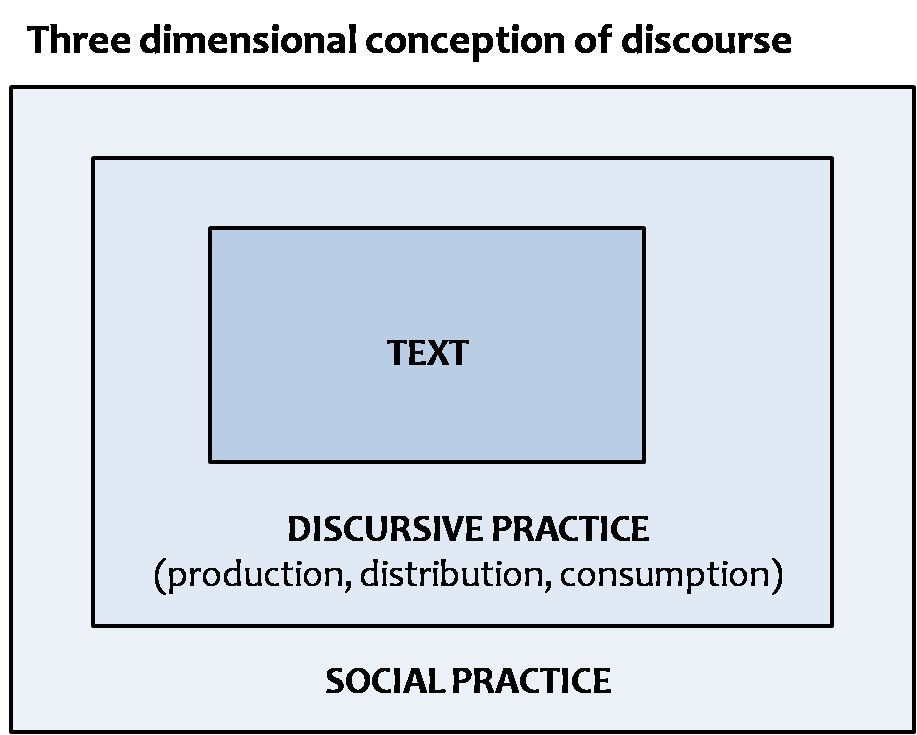 Three dimensional conception of discourse
TEXT
DISCURSIVE PRACTICE
(production, distribution, consumption)
SOCIAL PRACTICE